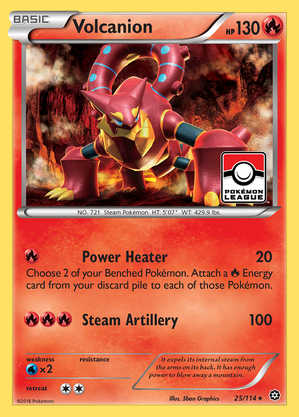 BASIC
Volcanion
HP 130
POKÉMON
LEAGUE
NO. 721 Steam Pokémon HT: 5'07" WT: 429.9 lbs.
Power Heater 20
Choose 2 of your Benched Pokémon. Attach a Energy
card from your discard pile to each of those Pokémon.
Steam Artillery 100
weakness resistance
×2
retreat
It expels its internal steam from
the arms on its back. It has enough
power to blow away a mountain.
Illus. 5ban Graphics
25/114 ★
©2016 Pokémon